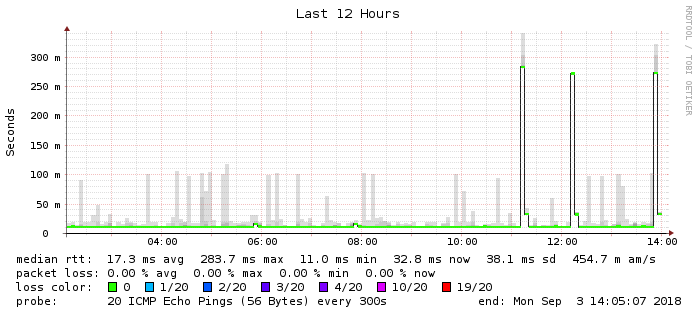 Last 12 Hours
RRDTOOL / TOBI OETIKER
Seconds
300 m
250 m
200 m
150 m
100 m
50 m
0
04:00 06:00 08:00 10:00 12:00 14:00
median rtt: 17.3 ms avg 283.7 ms max 11.0 ms min 32.8 ms now 38.1 ms sd 454.7 m am/s
packet loss: 0.00 % avg 0.00 % max 0.00 % min 0.00 % now
loss color: 0 1/20 2/20 3/20 4/20 10/20 19/20
probe: 20 ICMP Echo Pings (56 Bytes) every 300s end: Mon Sep 3 14:05:07 2018